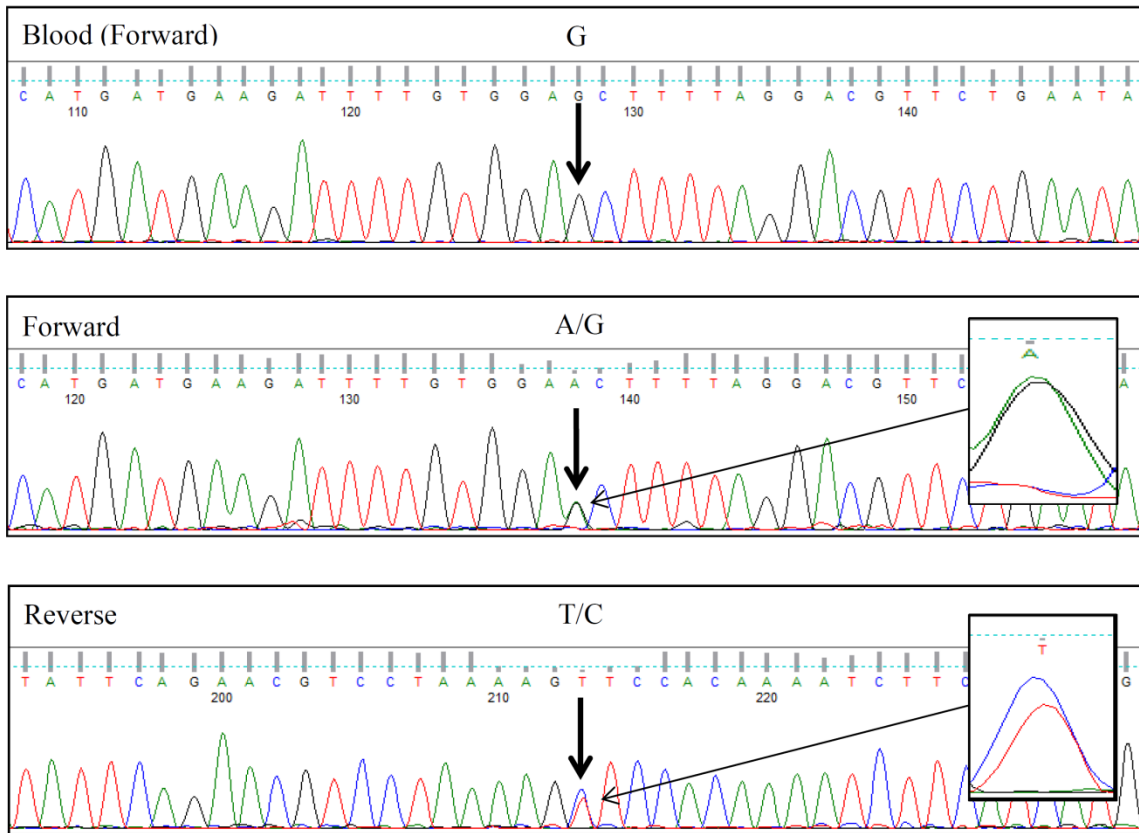 Blood (Forward) G
C A T G A T G A A G A T T T T G T G G A G C T T T T A G G A C G T T C T G A A T A
110 120 130 140
Forward A/G
A
C A T G A T G A A G A T T T T G T G G A A C T T T T A G G A C G T T C A
120 130 140 150
Reverse T/C
T
T A T T C A G A A C G T C C T A A A A G T T C C A C A A A A T C T T C G
200 210 220